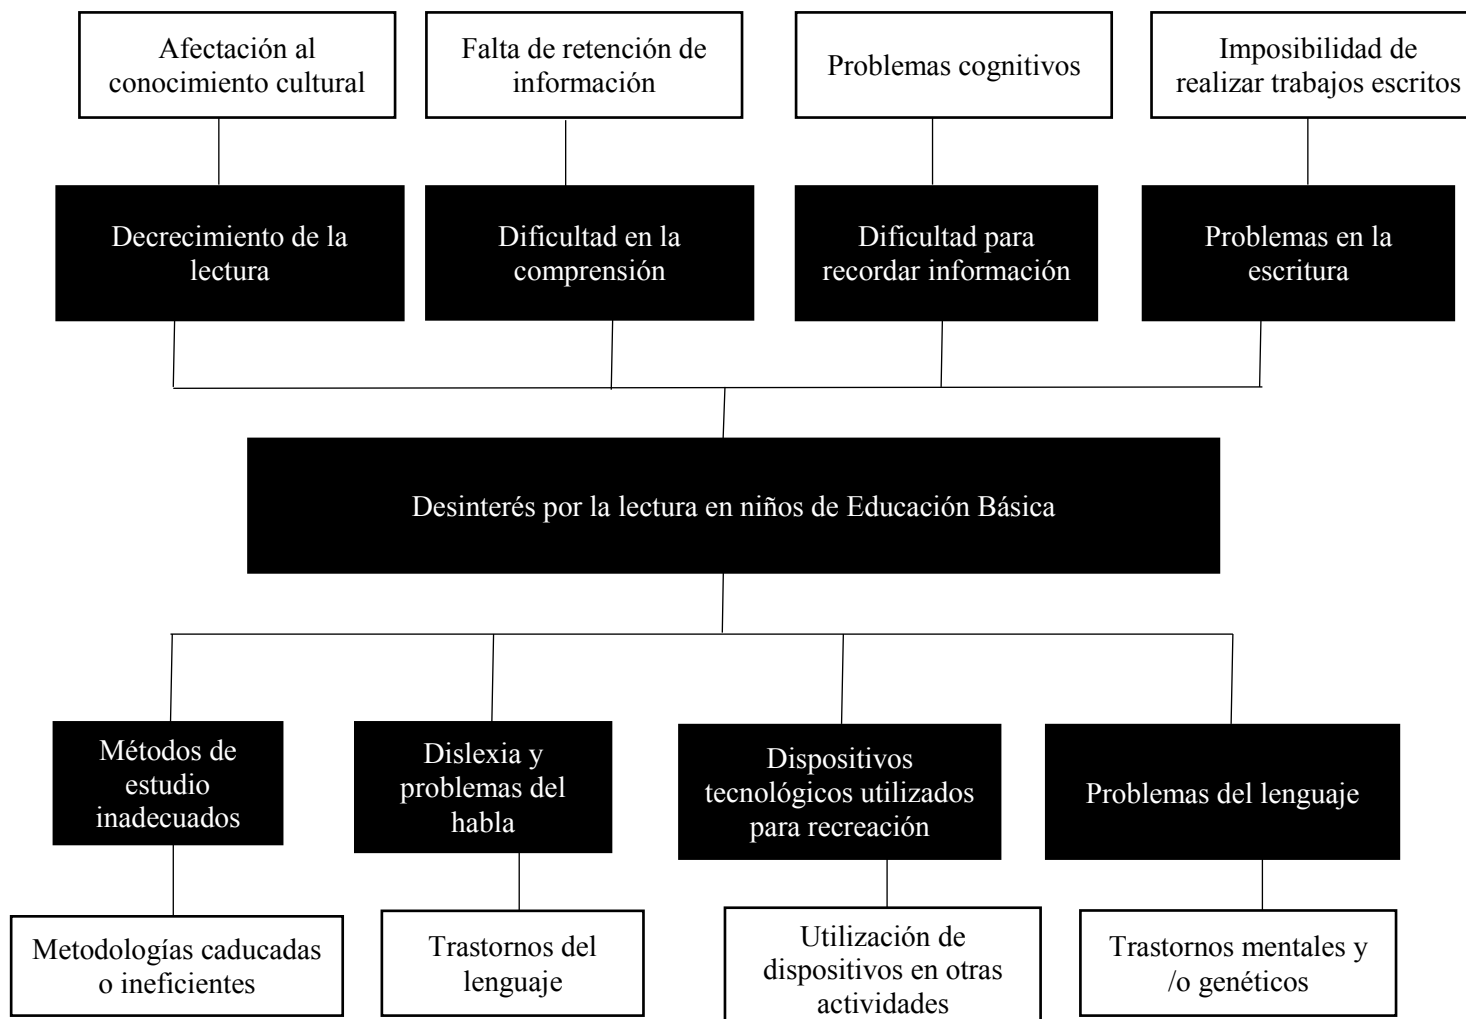 Afectación al
conocimiento cultural
Falta de retención de
información
Problemas cognitivos
Imposibilidad de
realizar trabajos escritos
Decrecimiento de la
lectura
Dificultad en la
comprensión
Dificultad para
recordar información
Problemas en la
escritura
Desinterés por la lectura en niños de Educación Básica
Métodos de
estudio
inadecuados
Dislexia y
problemas del
habla
Dispositivos
tecnológicos utilizados
para recreación
Problemas del lenguaje
Metodologías caducadas
o ineficientes
Trastornos del
lenguaje
Utilización de
dispositivos en otras
actividades
Trastornos mentales y
/o genéticos